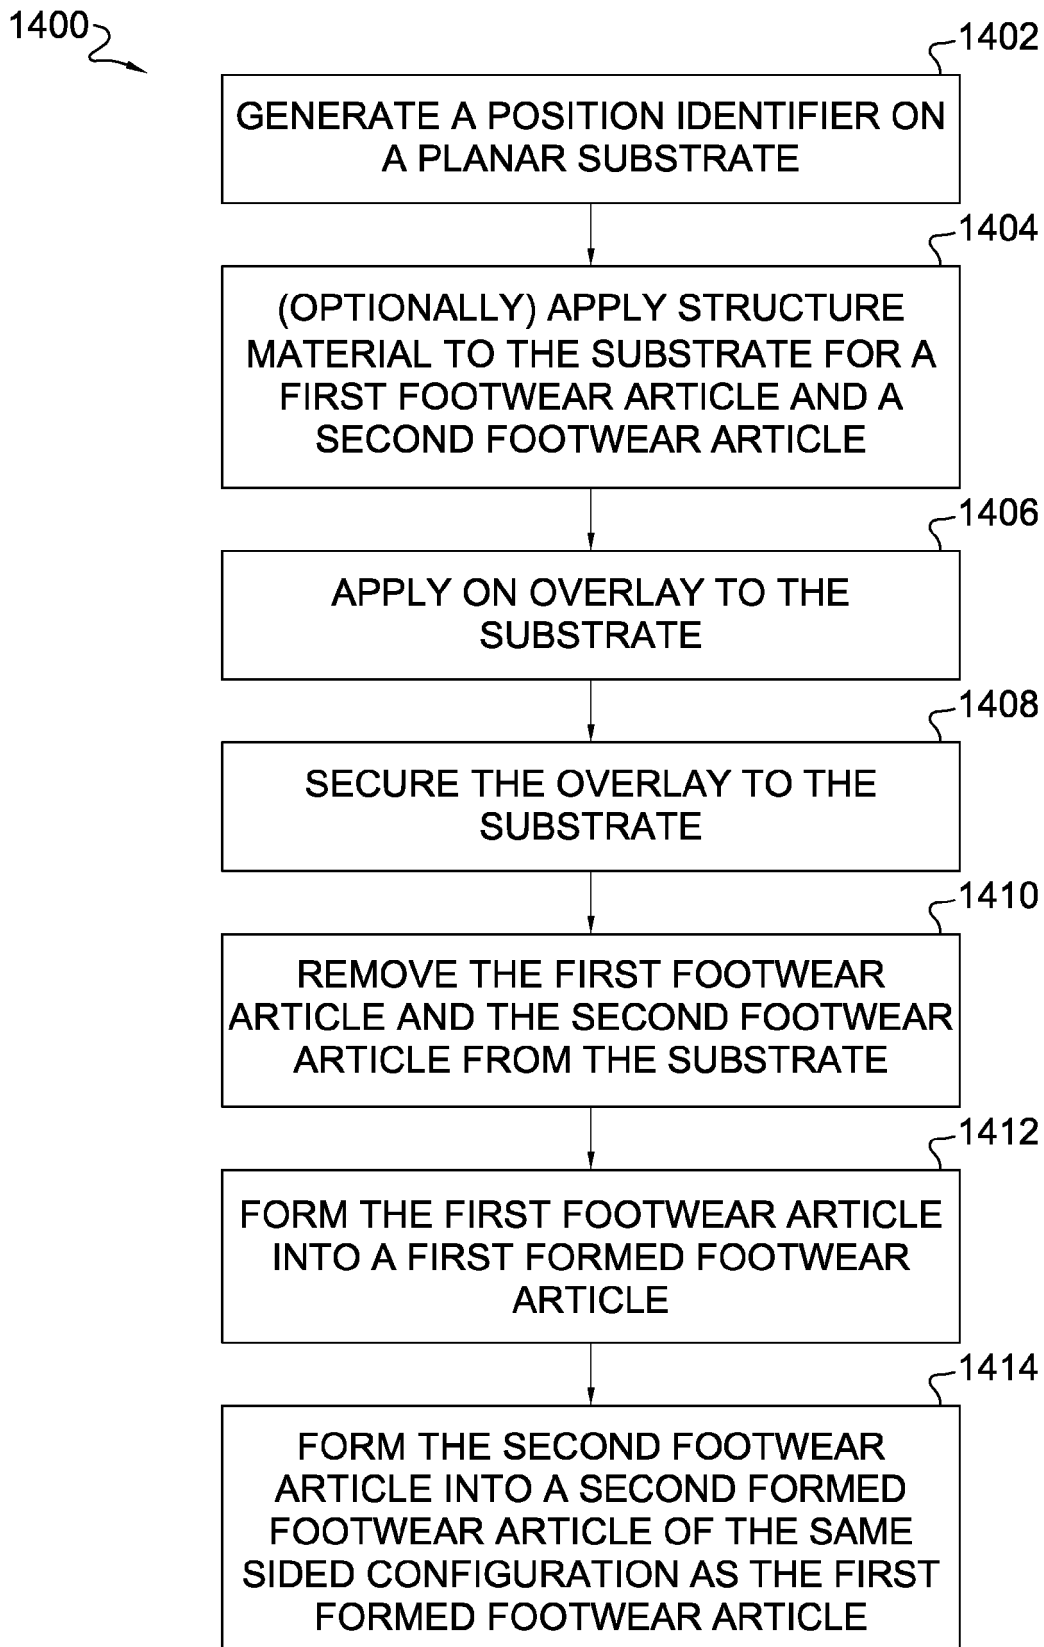 1400
1402
GENERATE A POSITION IDENTIFIER ON
A PLANAR SUBSTRATE
1404
(OPTIONALLY) APPLY STRUCTURE
MATERIAL TO THE SUBSTRATE FOR A
FIRST FOOTWEAR ARTICLE AND A
SECOND FOOTWEAR ARTICLE
1406
APPLY ON OVERLAY TO THE
SUBSTRATE
1408
SECURE THE OVERLAY TO THE
SUBSTRATE
1410
REMOVE THE FIRST FOOTWEAR
ARTICLE AND THE SECOND FOOTWEAR
ARTICLE FROM THE SUBSTRATE
1412
FORM THE FIRST FOOTWEAR ARTICLE
INTO A FIRST FORMED FOOTWEAR
ARTICLE
1414
FORM THE SECOND FOOTWEAR
ARTICLE INTO A SECOND FORMED
FOOTWEAR ARTICLE OF THE SAME
SIDED CONFIGURATION AS THE FIRST
FORMED FOOTWEAR ARTICLE